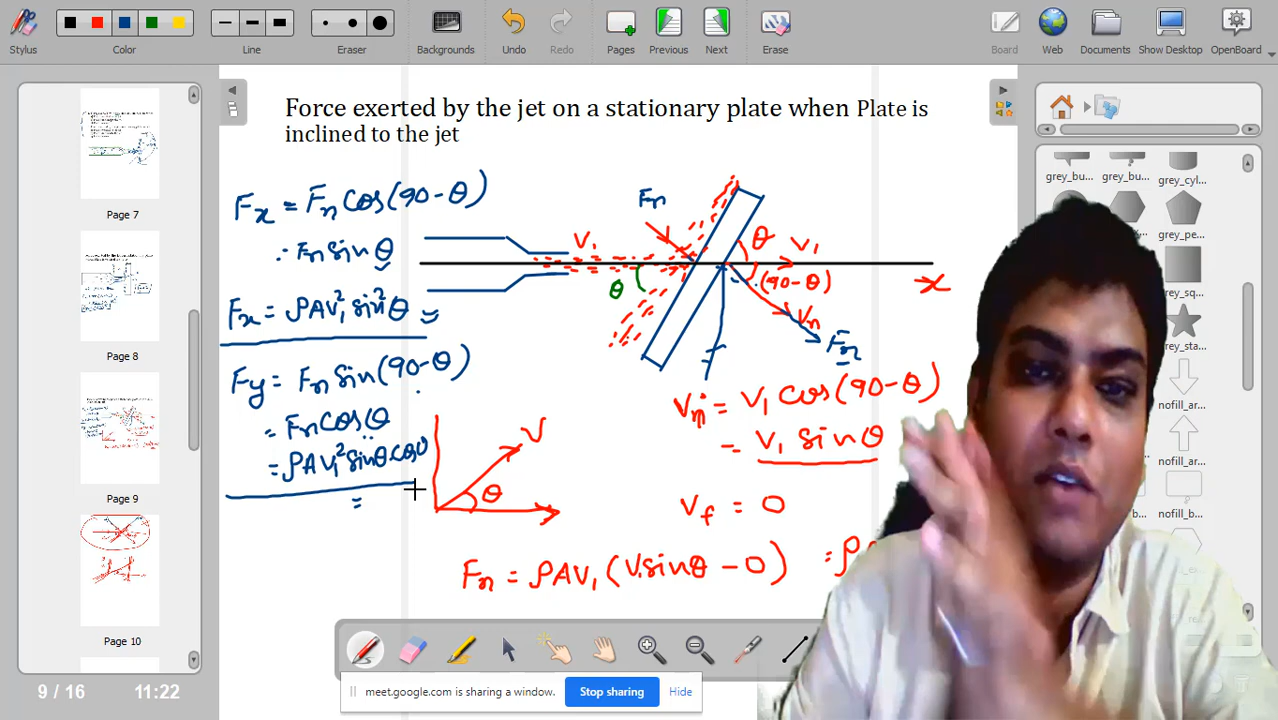 Stylus
Color
Line
Eraser
Backgrounds
Undo
Redo
Pages
Previous
Next
Erase
Board
Web
Documents
Show Desktop
OpenBoard
Page 7
Page 8
Page 9
Page 10
9 / 16
11:22
Force exerted by the jet on a stationary plate when Plate is
inclined to the jet
Fx = Fn cos(90-θ)
∴ Fn sin θ
Fx = ρAV₁² sin²θ
Fy = Fn sin(90-θ)
= Fn cos θ
= ρAV₁² sinθ cosθ
=
Fn
V₁
θ
θ
V₁
(90-θ)
x
Vn
Fn
V
θ
Vn = V₁ cos(90-θ)
= V₁ sin θ
Vf = 0
Fn = ρAV₁ (V₁sinθ - 0) = ρ
grey_bu...
grey_bu...
grey_cyl...
grey_sq...
grey_sta...
nofill_ar...
nofill_ar...
nofill_b...
meet.google.com is sharing a window.
Stop sharing
Hide